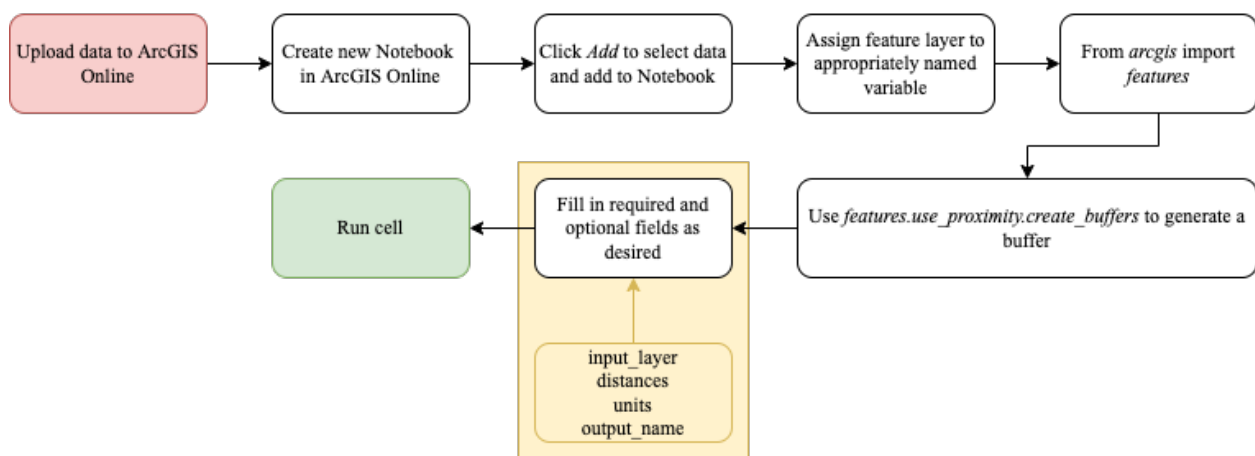 Upload data to ArcGIS
Online
Create new Notebook
in ArcGIS Online
Click Add to select data
and add to Notebook
Assign feature layer to
appropriately named
variable
From arcgis import
features
Use features.use_proximity.create_buffers to generate a
buffer
Fill in required and
optional fields as
desired
input_layer
distances
units
output_name
Run cell